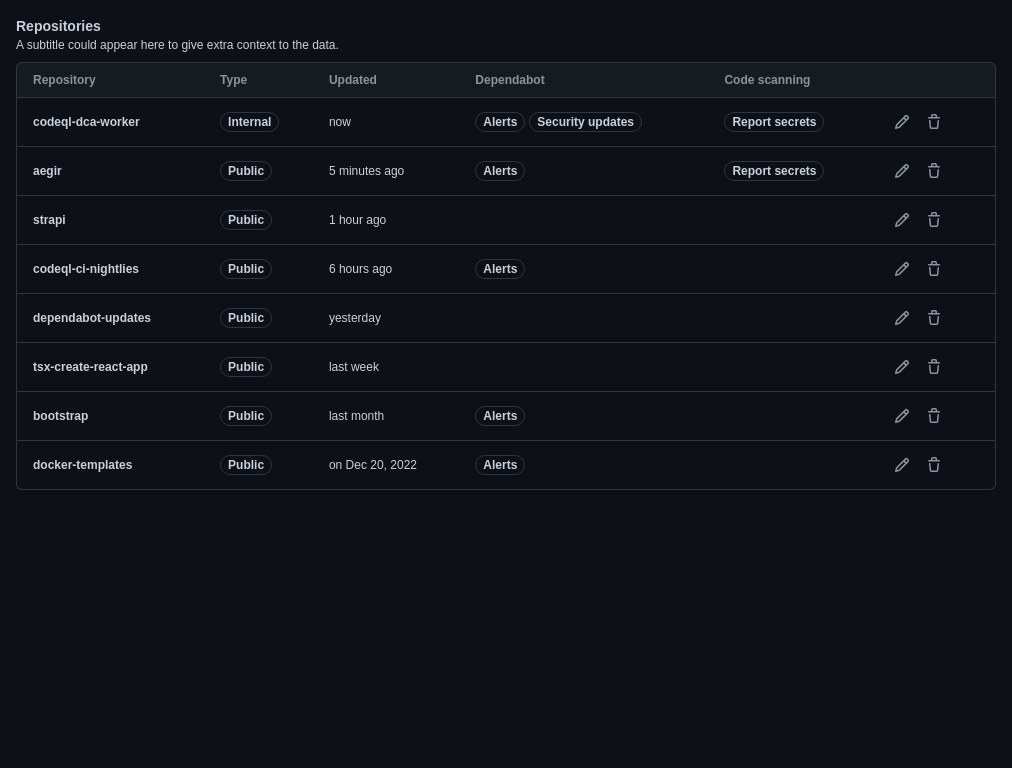 Repositories
A subtitle could appear here to give extra context to the data.
Repository Type Updated Dependabot Code scanning
codeql-dca-worker Internal now Alerts Security updates Report secrets
aegir Public 5 minutes ago Alerts Report secrets
strapi Public 1 hour ago
codeql-ci-nightlies Public 6 hours ago Alerts
dependabot-updates Public yesterday
tsx-create-react-app Public last week
bootstrap Public last month Alerts
docker-templates Public on Dec 20, 2022 Alerts